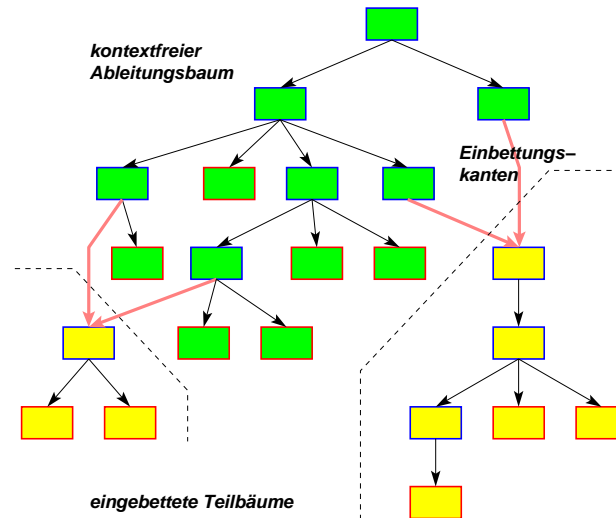 kontextfreier
Ableitungsbaum
Einbettungs–
kanten
eingebettete Teilbäume